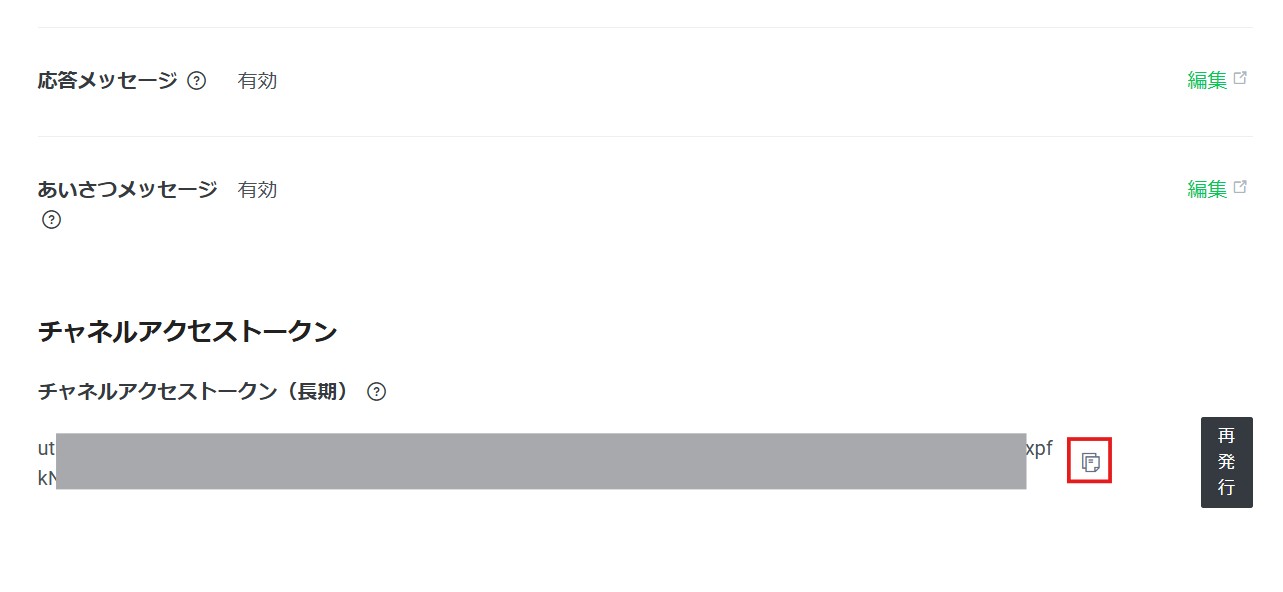 応答メッセージ ? 有効 編集
あいさつメッセージ 有効 編集
?
チャネルアクセストークン
チャネルアクセストークン（長期） ?
ut xpf
kN
再
発
行